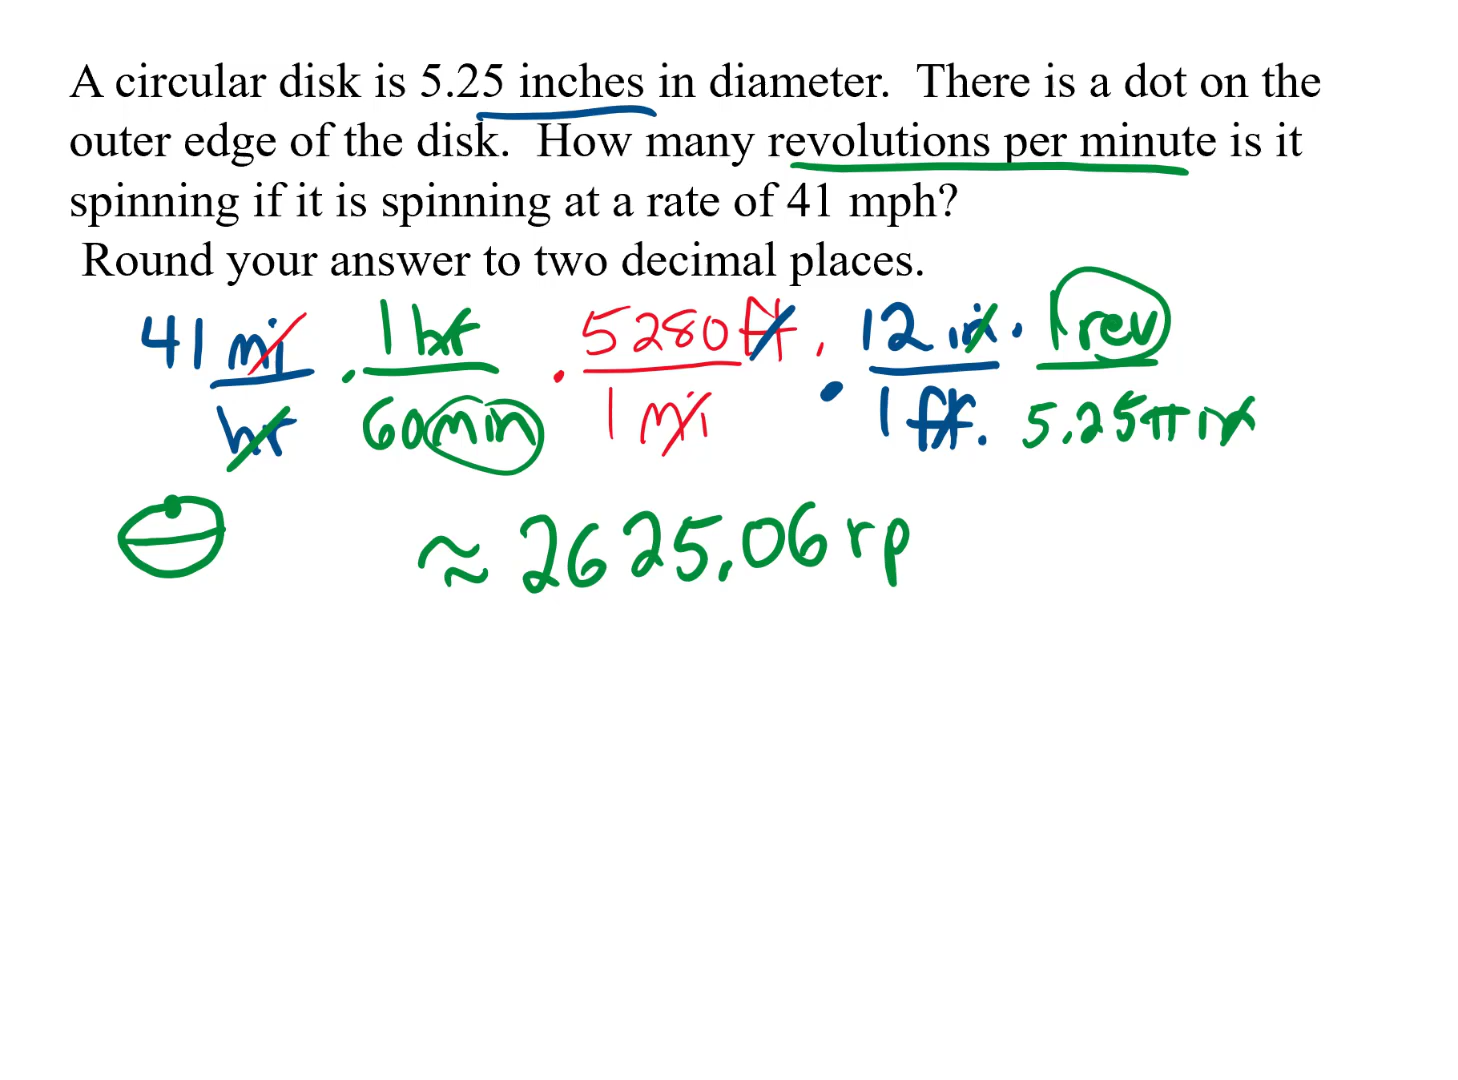 A circular disk is 5.25 inches in diameter. There is a dot on the
outer edge of the disk. How many revolutions per minute is it
spinning if it is spinning at a rate of 41 mph?
Round your answer to two decimal places.
41 mi · 1 hr · 5280 ft · 12 in · 1 rev
hr 60 min 1 mi 1 ft. 5.25π in
≈ 2625.06 rp